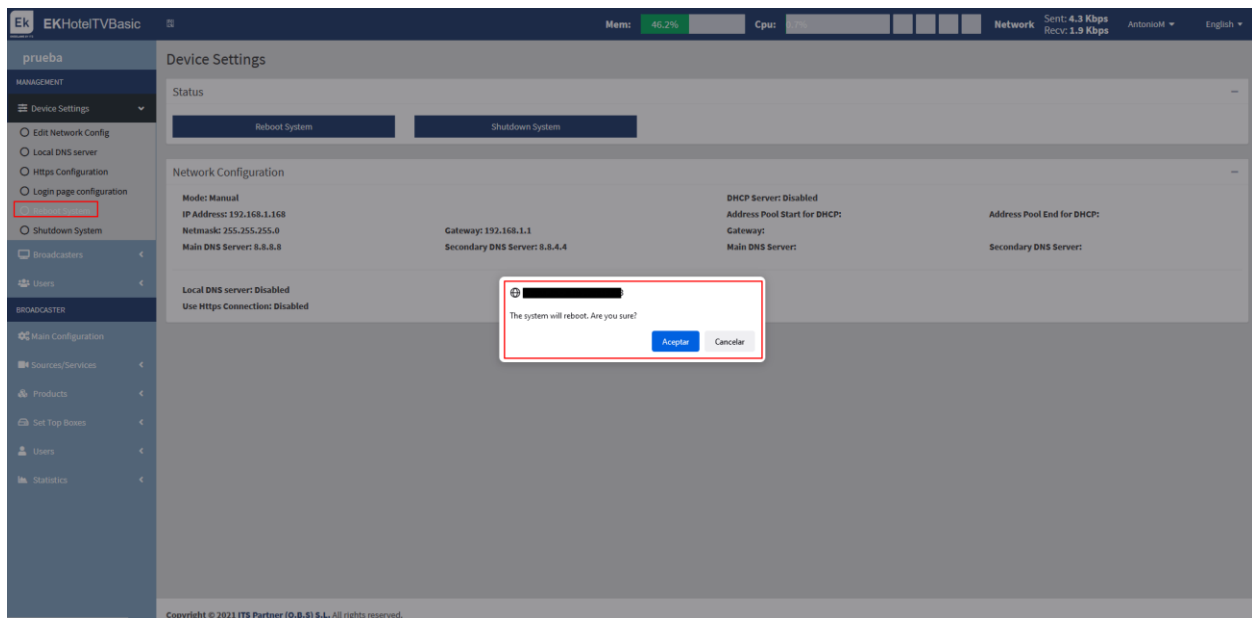 Ek EKHotelTVBasic
Mem: 46.2% Cpu: Network Sent: 4.3 Kbps AntonioM English
Recv: 1.9 Kbps
prueba
MANAGEMENT
Device Settings
Edit Network Config
Local DNS server
Https Configuration
Login page configuration
Reboot System
Shutdown System
Broadcasters
Users
BROADCASTER
Main Configuration
Sources/Services
Products
Set Top Boxes
Users
Statistics
Device Settings
Status
Reboot System Shutdown System
Network Configuration
Mode: Manual DHCP Server: Disabled
IP Address: 192.168.1.168 Address Pool Start for DHCP: Address Pool End for DHCP:
Netmask: 255.255.255.0 Gateway: 192.168.1.1 Gateway:
Main DNS Server: 8.8.8.8 Secondary DNS Server: 8.8.4.4 Main DNS Server: Secondary DNS Server:
Local DNS server: Disabled
Use Https Connection: Disabled
The system will reboot. Are you sure?
Aceptar Cancelar
Copyright © 2021 ITS Partner (O.B.S) S.L. All rights reserved.